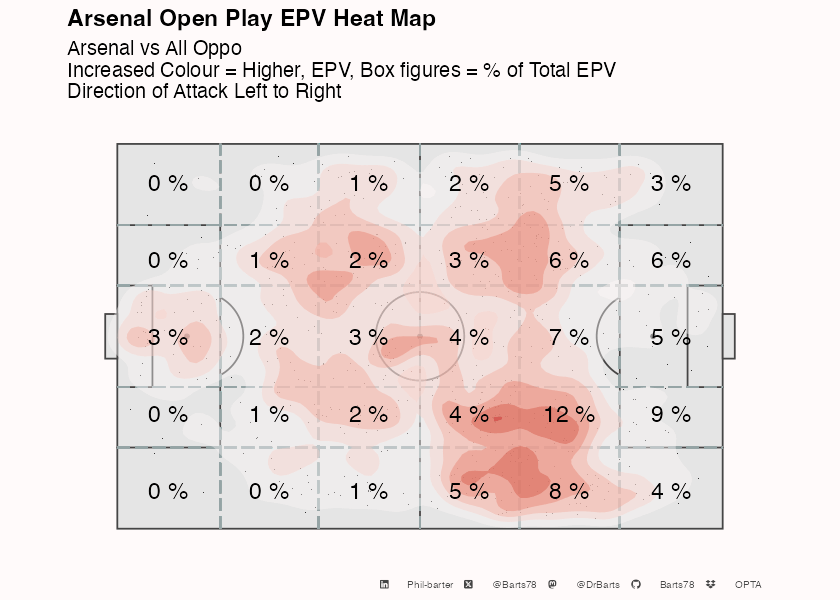 Arsenal Open Play EPV Heat Map
Arsenal vs All Oppo
Increased Colour = Higher, EPV, Box figures = % of Total EPV
Direction of Attack Left to Right
0 % 0 % 1 % 2 % 5 % 3 %
0 % 1 % 2 % 3 % 6 % 6 %
3 % 2 % 3 % 4 % 7 % 5 %
0 % 1 % 2 % 4 % 12 % 9 %
0 % 0 % 1 % 5 % 8 % 4 %
Phil-barter @Barts78 @DrBarts Barts78 OPTA